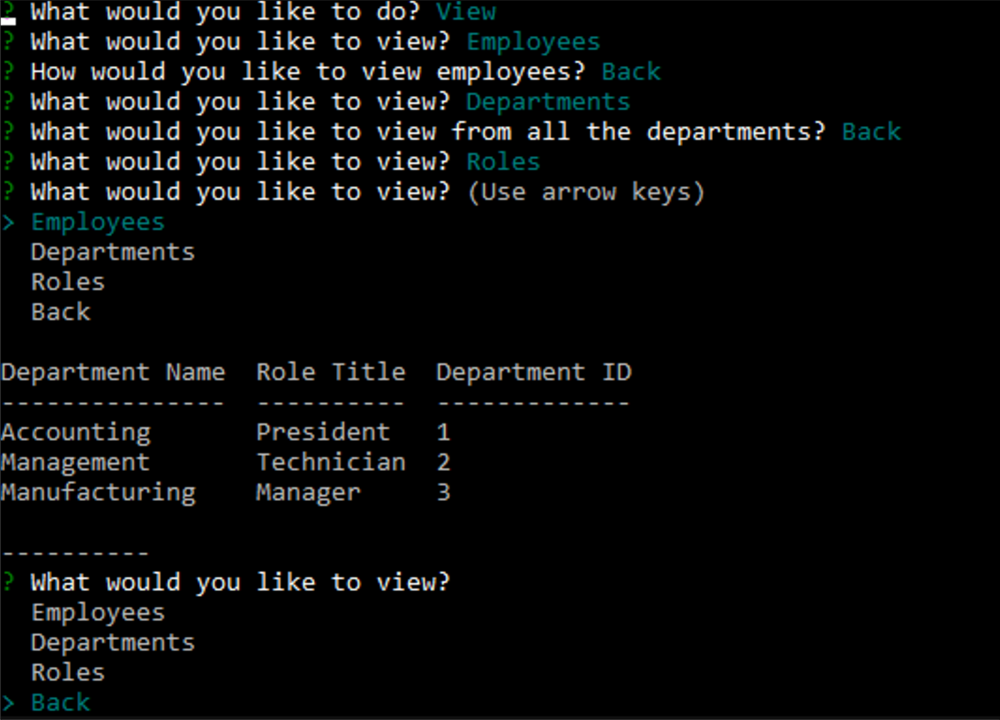 ? What would you like to do? View
? What would you like to view? Employees
? How would you like to view employees? Back
? What would you like to view? Departments
? What would you like to view from all the departments? Back
? What would you like to view? Roles
? What would you like to view? (Use arrow keys)
> Employees
  Departments
  Roles
  Back

Department Name  Role Title  Department ID
---------------  ----------  -------------
Accounting       President   1
Management       Technician  2
Manufacturing    Manager     3

----------
? What would you like to view?
  Employees
  Departments
  Roles
> Back